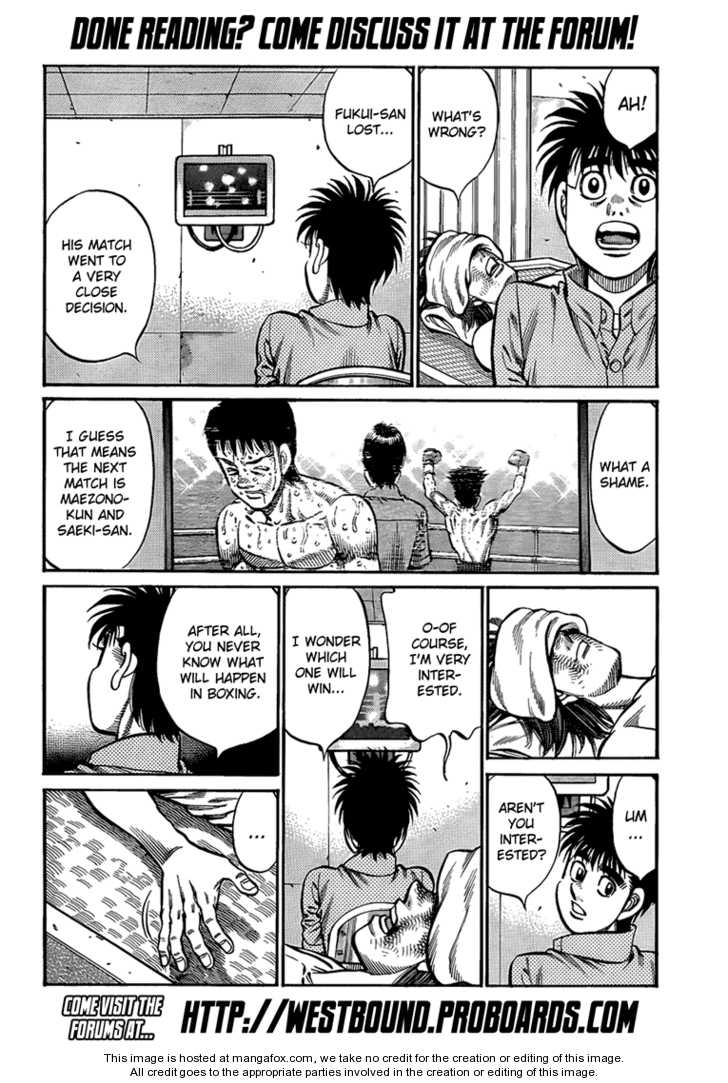 DONE READING? COME DISCUSS IT AT THE FORUM!
AH!
WHAT'S
WRONG?
FUKUI-SAN
LOST...
HIS MATCH
WENT TO
A VERY
CLOSE
DECISION.
WHAT A
SHAME.
I GUESS
THAT MEANS
THE NEXT
MATCH IS
MAEZONO-
KUN AND
SAEKI-SAN.
UM
...
AREN'T
YOU
INTER-
ESTED?
O-OF
COURSE,
I'M VERY
INTER-
ESTED.
I WONDER
WHICH
ONE WILL
WIN...
AFTER ALL,
YOU NEVER
KNOW WHAT
WILL HAPPEN
IN BOXING.
...
COME VISIT THE
FORUMS AT...
HTTP://WESTBOUND.PROBOARDS.COM
This image is hosted at mangafox.com, we take no credit for the creation or editing of this image.
All credit goes to the appropriate parties involved in the creation or editing of this image.